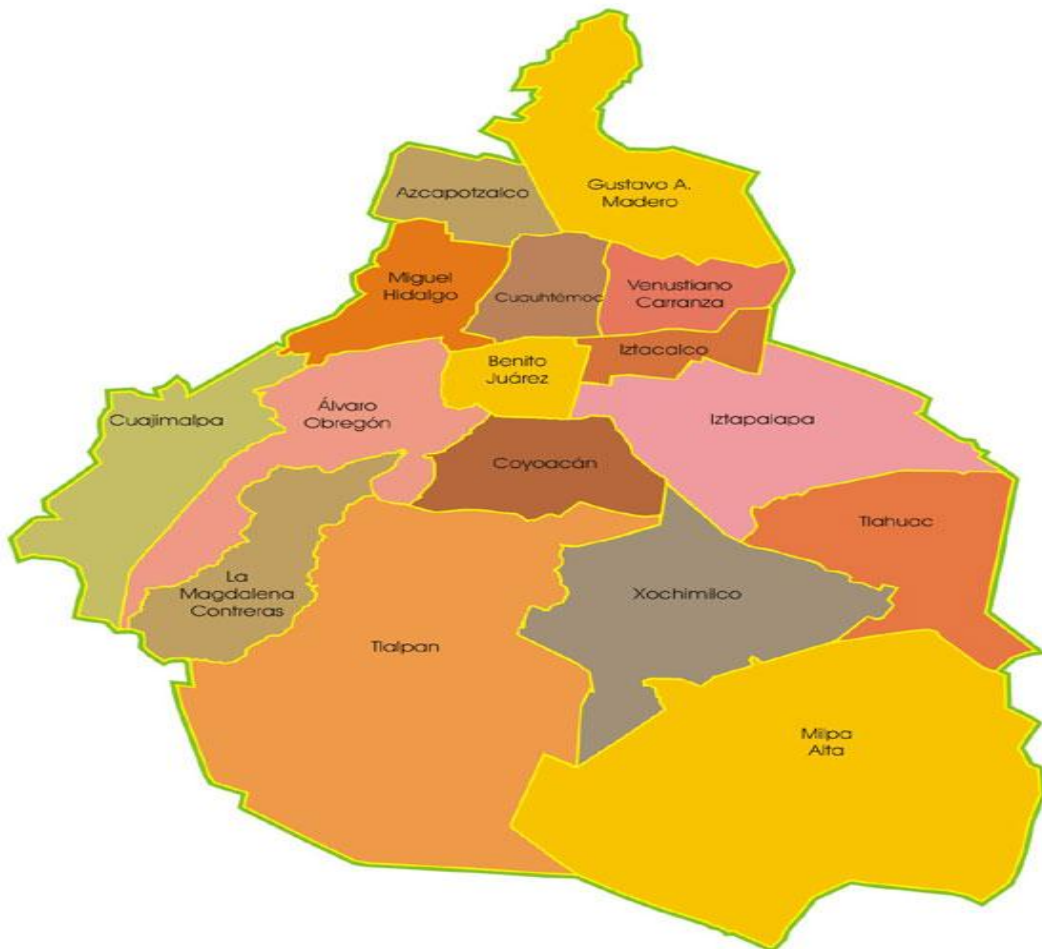 Gustavo A.
Madero
Azcapotzalco
Miguel
Hidalgo
Cuauhtémoc
Venustiano
Carranza
Iztacalco
Benito
Juárez
Cuajimalpa
Álvaro
Obregón
Iztapalapa
Coyoacán
Tlahuac
La
Magdalena
Contreras
Xochimilco
Tlalpan
Milpa
Alta